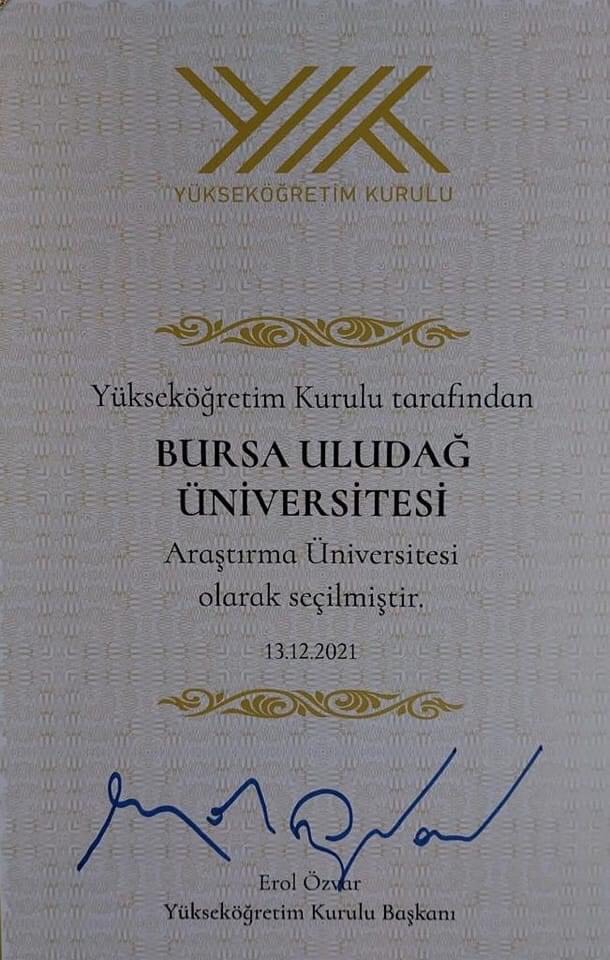 YÖK
YÜKSEKÖĞRETİM KURULU
Yükseköğretim Kurulu tarafından
BURSA ULUDAĞ
ÜNİVERSİTESİ
Araştırma Üniversitesi
olarak seçilmiştir.
13.12.2021
Erol Özvar
Yükseköğretim Kurulu Başkanı